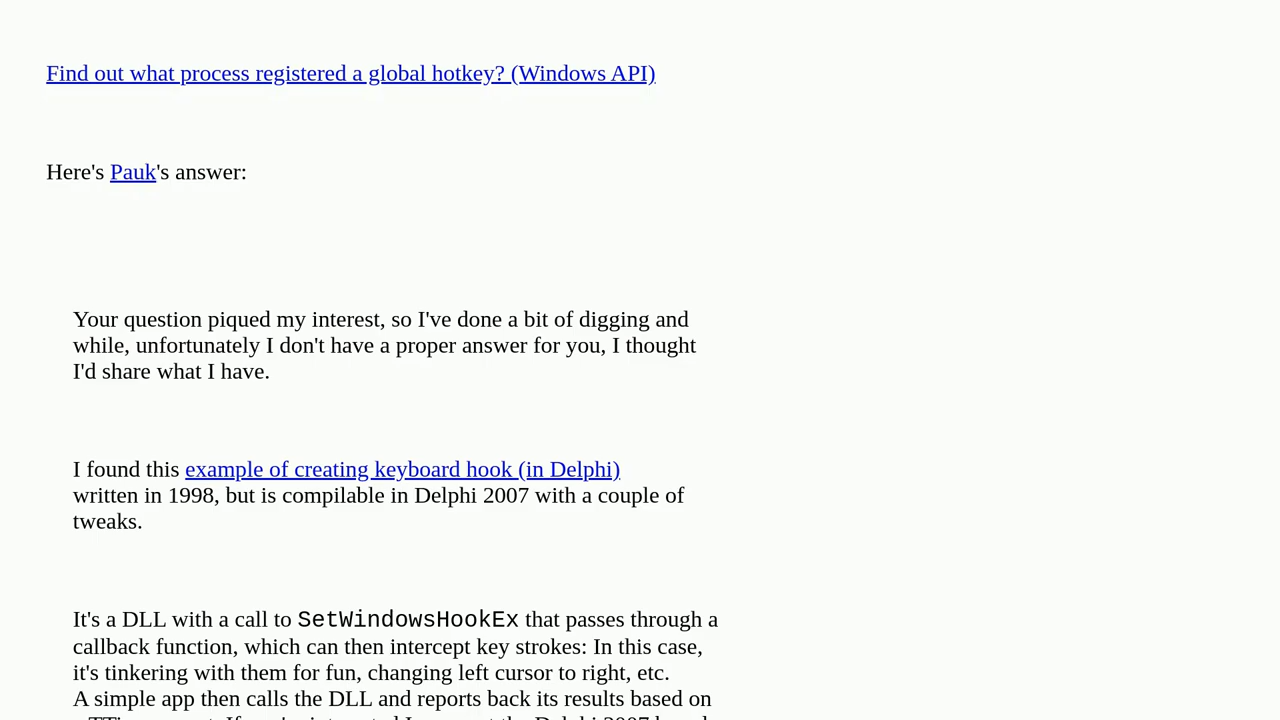 Find out what process registered a global hotkey? (Windows API)
Here's Pauk's answer:
Your question piqued my interest, so I've done a bit of digging and
while, unfortunately I don't have a proper answer for you, I thought
I'd share what I have.
I found this example of creating keyboard hook (in Delphi)
written in 1998, but is compilable in Delphi 2007 with a couple of
tweaks.
It's a DLL with a call to SetWindowsHookEx that passes through a
callback function, which can then intercept key strokes: In this case,
it's tinkering with them for fun, changing left cursor to right, etc.
A simple app then calls the DLL and reports back its results based on